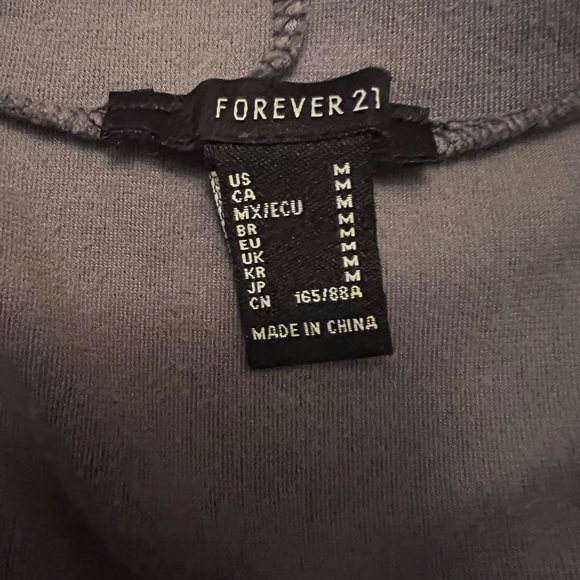 FOREVER 21
US M
CA M
MX/ECU M
BR M
EU M
UK M
KR M
JP M
CN 165/88A
MADE IN CHINA